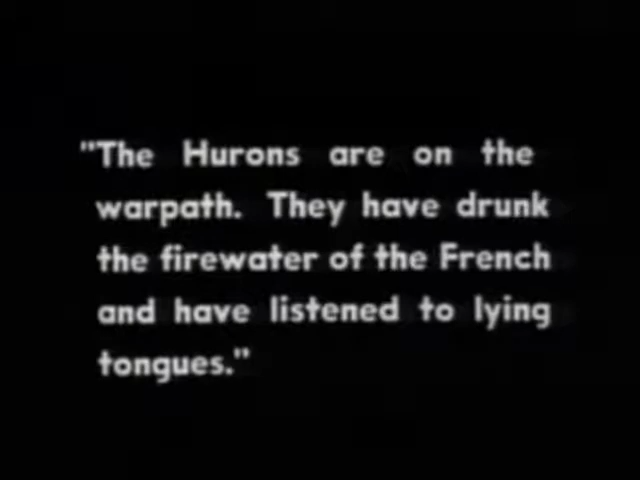 "The Hurons are on the
warpath. They have drunk
the firewater of the French
and have listened to lying
tongues."